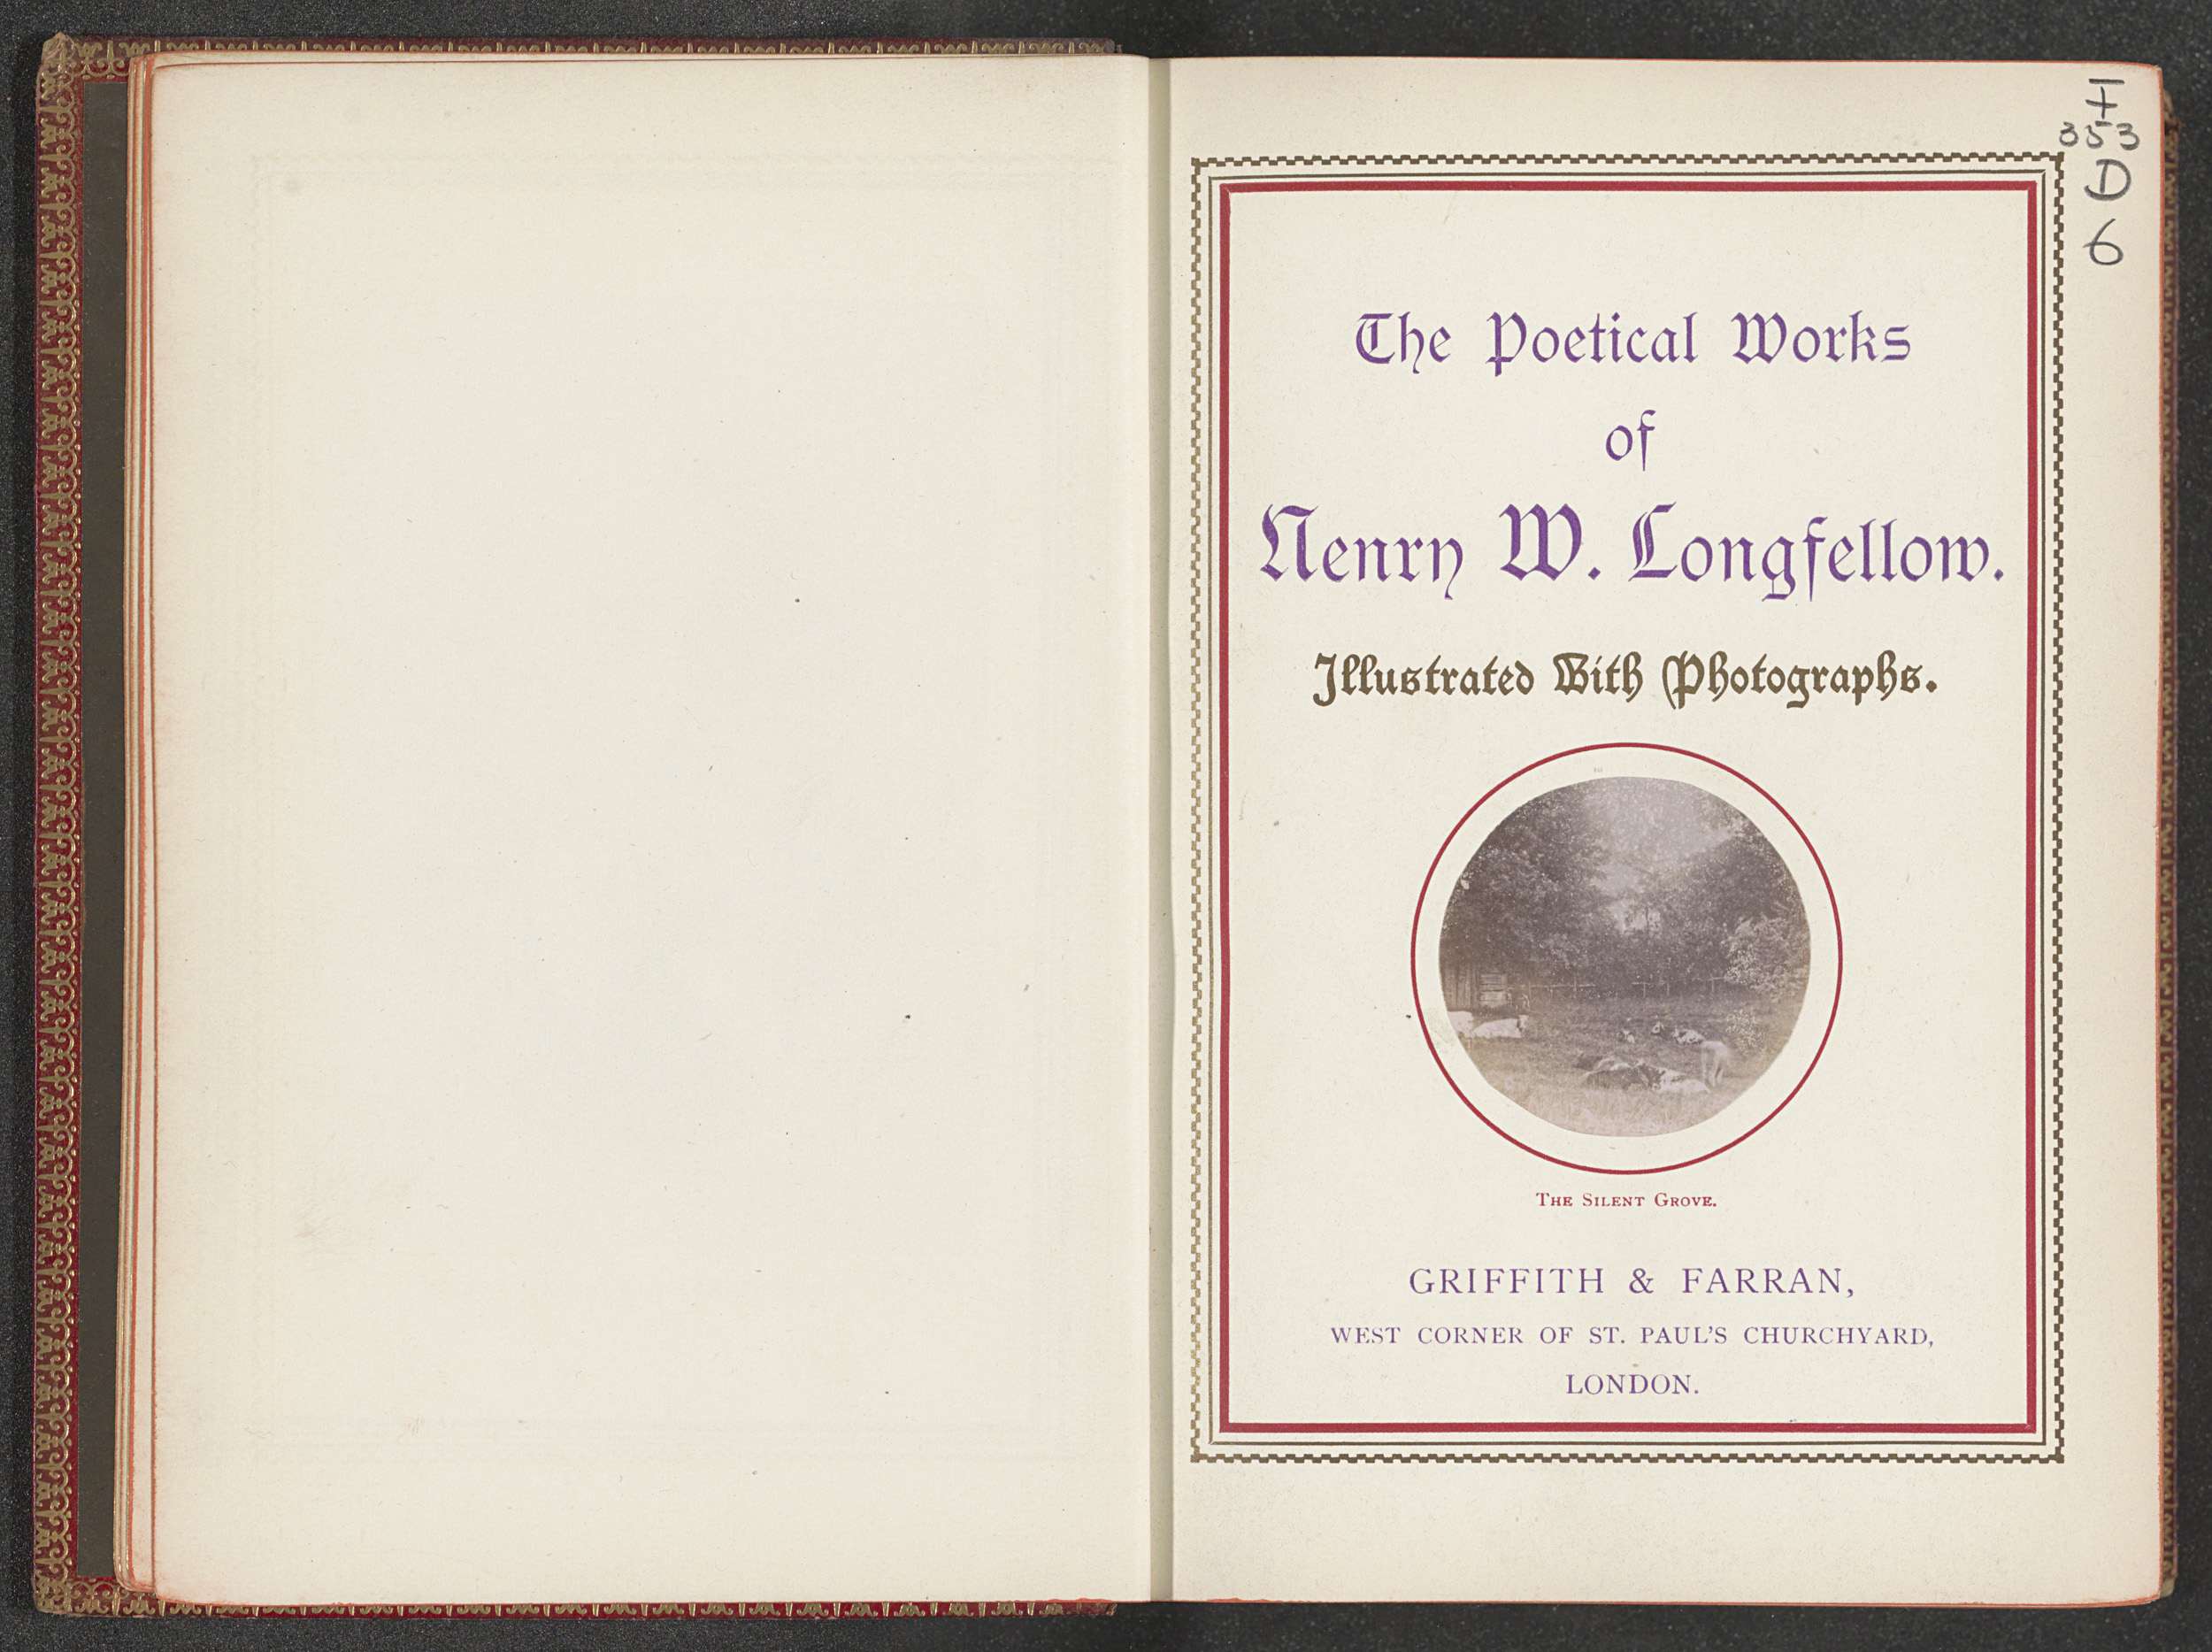 F
353
D
6
The Poetical Works
of
Henry W. Longfellow.
Illustrated With Photographs.
THE SILENT GROVE.
GRIFFITH & FARRAN,
WEST CORNER OF ST. PAUL'S CHURCHYARD,
LONDON.